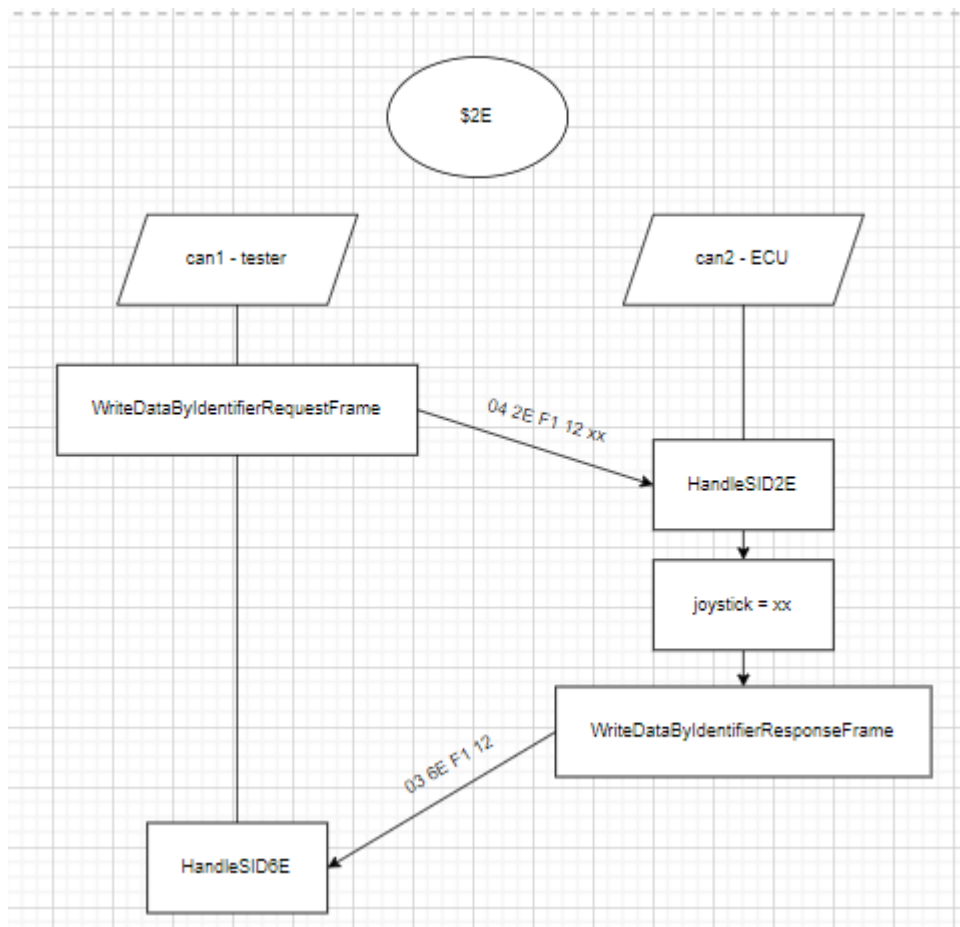 $2E
can1 - tester
can2 - ECU
WriteDataByIdentifierRequestFrame
04 2E F1 12 xx
HandleSID2E
joystick = xx
WriteDataByIdentifierResponseFrame
03 6E F1 12
HandleSID6E